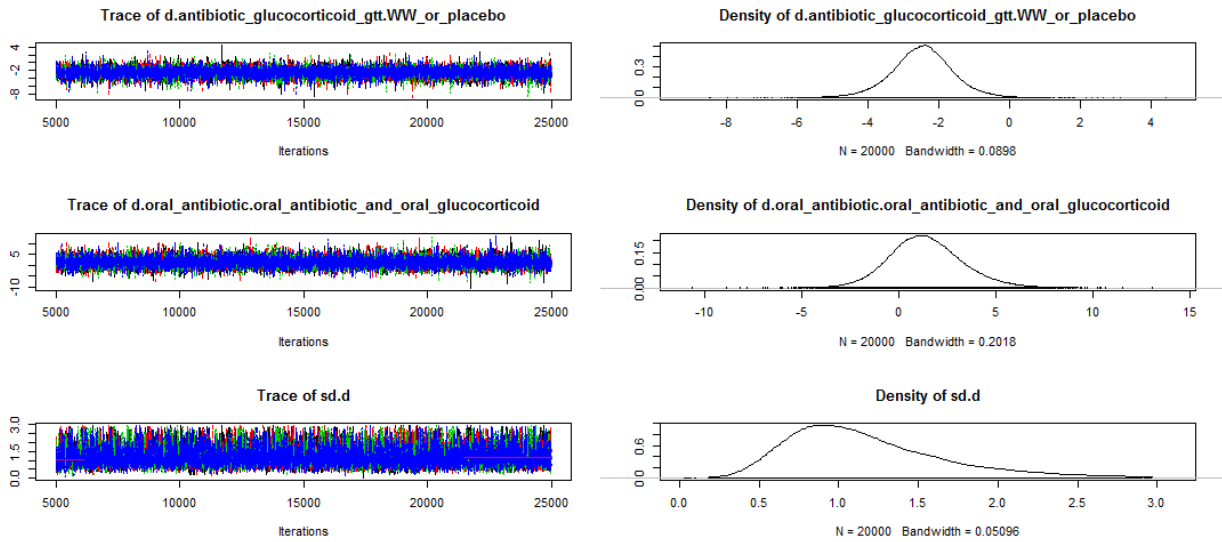 Trace of d.antibiotic_glucocorticoid_gtt.WW_or_placebo
4
-2
-8
5000 10000 15000 20000 25000
Iterations
Density of d.antibiotic_glucocorticoid_gtt.WW_or_placebo
0.3
0.0
-8 -6 -4 -2 0 2 4
N = 20000 Bandwidth = 0.0898
Trace of d.oral_antibiotic.oral_antibiotic_and_oral_glucocorticoid
5
-10
5000 10000 15000 20000 25000
Iterations
Density of d.oral_antibiotic.oral_antibiotic_and_oral_glucocorticoid
0.15
0.00
-10 -5 0 5 10 15
N = 20000 Bandwidth = 0.2018
Trace of sd.d
3.0
1.5
0.0
5000 10000 15000 20000 25000
Iterations
Density of sd.d
0.6
0.0
0.0 0.5 1.0 1.5 2.0 2.5 3.0
N = 20000 Bandwidth = 0.05096